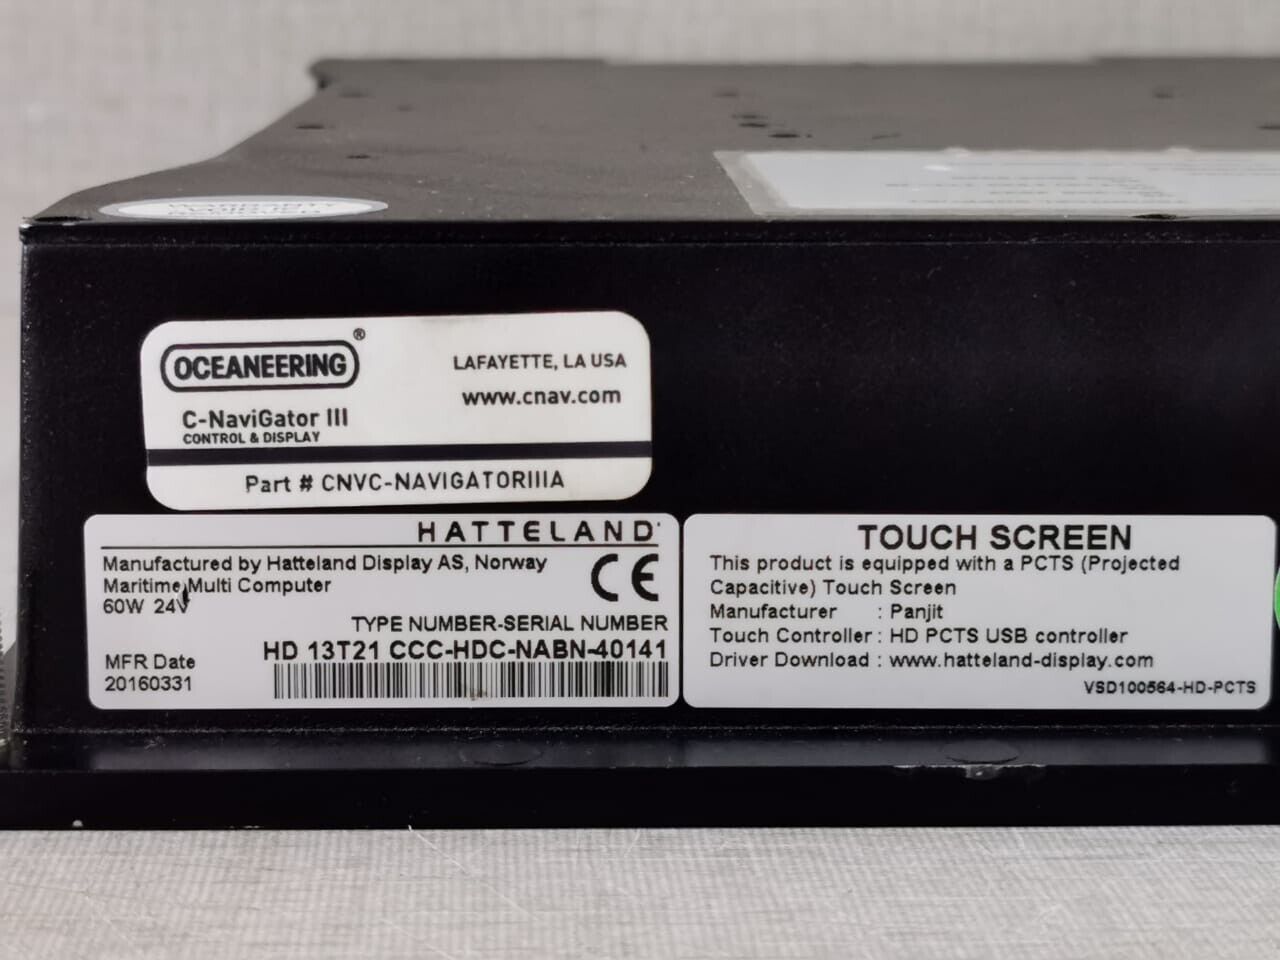 WARRANTY
OCEANEERING®
LAFAYETTE, LA USA
www.cnav.com
C-NaviGator III
CONTROL & DISPLAY
Part # CNVC-NAVIGATORIIIA
HATTELAND
Manufactured by Hatteland Display AS, Norway
Maritime Multi Computer
60W 24V
CE
TYPE NUMBER-SERIAL NUMBER
HD 13T21 CCC-HDC-NABN-40141
MFR Date
20160331
TOUCH SCREEN
This product is equipped with a PCTS (Projected
Capacitive) Touch Screen
Manufacturer : Panjit
Touch Controller : HD PCTS USB controller
Driver Download : www.hatteland-display.com
VSD100564-HD-PCTS